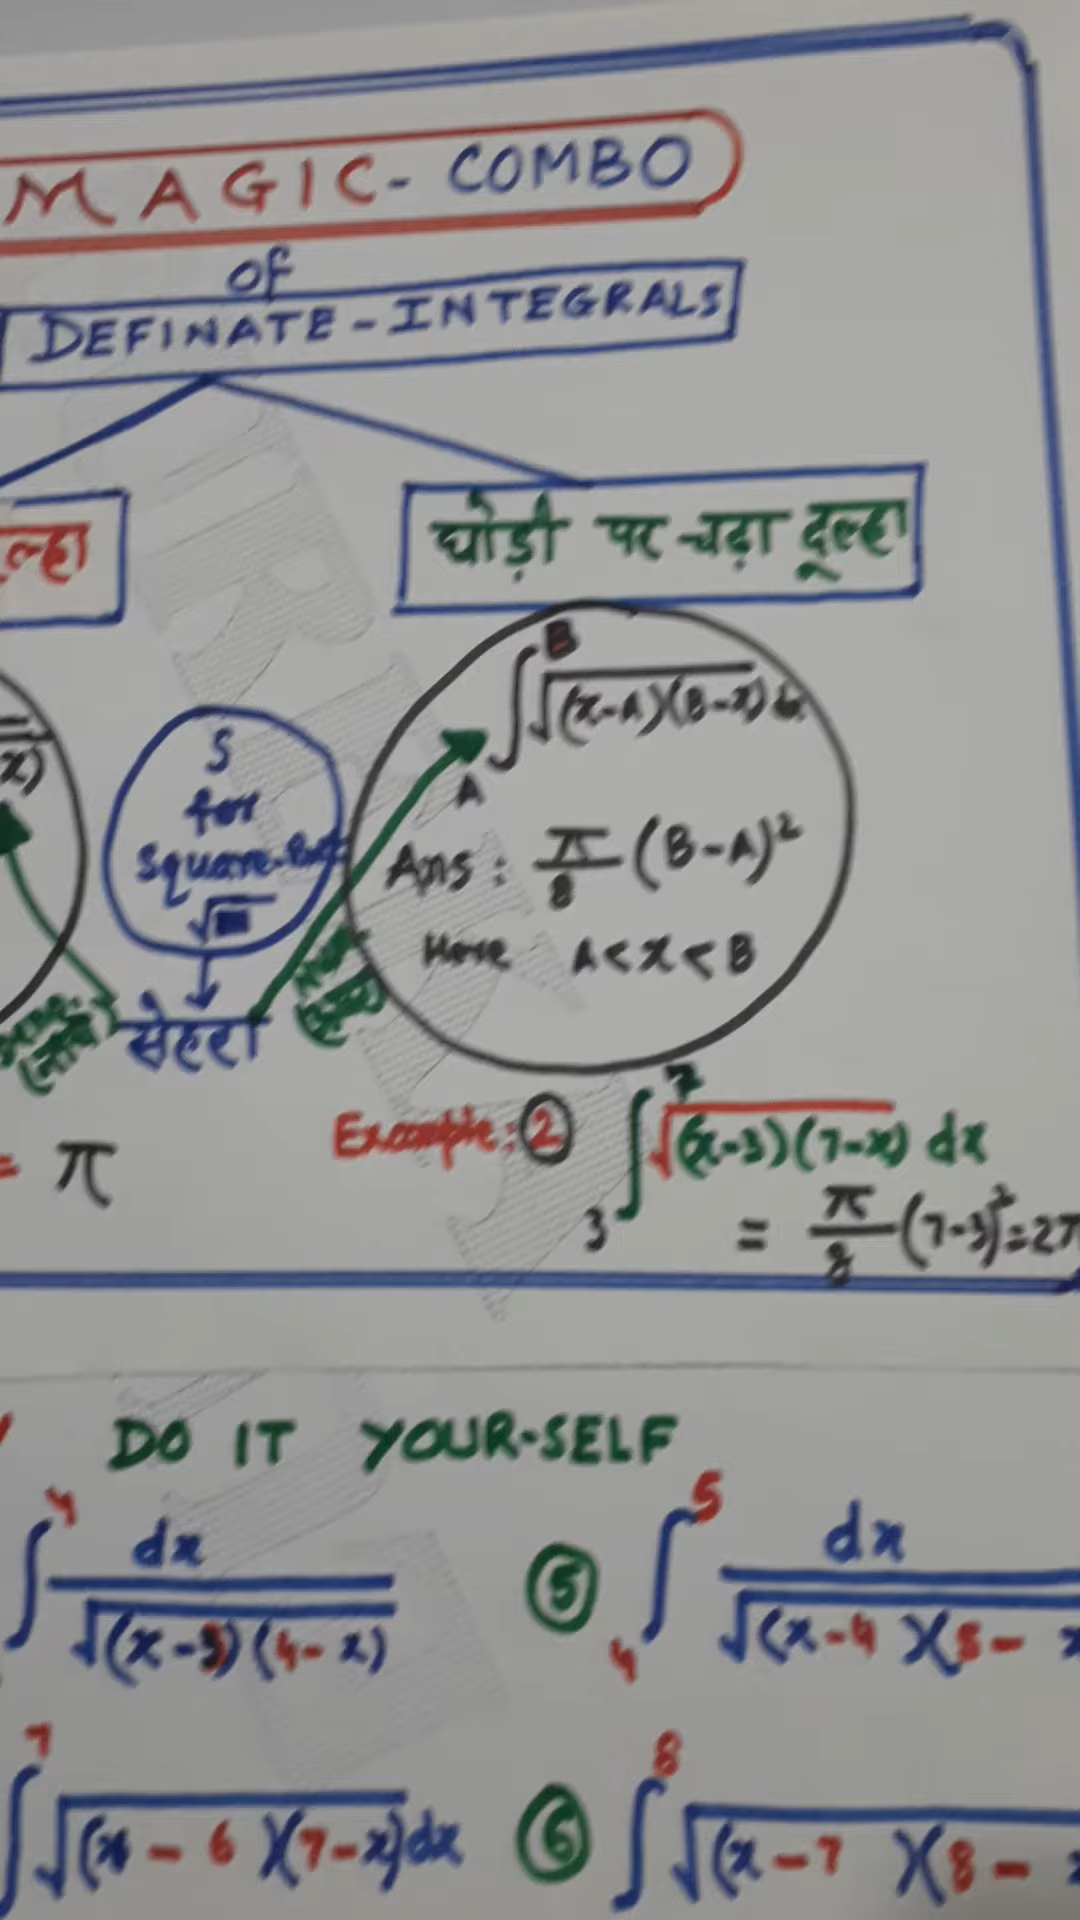 MAGIC- COMBO
of
DEFINATE-INTEGRALS
ल्हा
घोड़ी पर चढ़ा दूल्हा
x)
S
for
Square-Root
√
सेहरा
∫ B A √(x-A)(B-x) dx
Ans : π/8 (B-A)²
Here A<x<B
= π
Example: 2 ∫ 7 3 √(x-3)(7-x) dx
= π/8 (7-3)²=2π
DO IT YOUR-SELF
∫ 4 dx/√(x-3)(4-x)
5 ∫ 5 4 dx/√(x-4)(5-x
∫ 7 √(x-6)(7-x)dx
6 ∫ 8 √(x-7)(8-